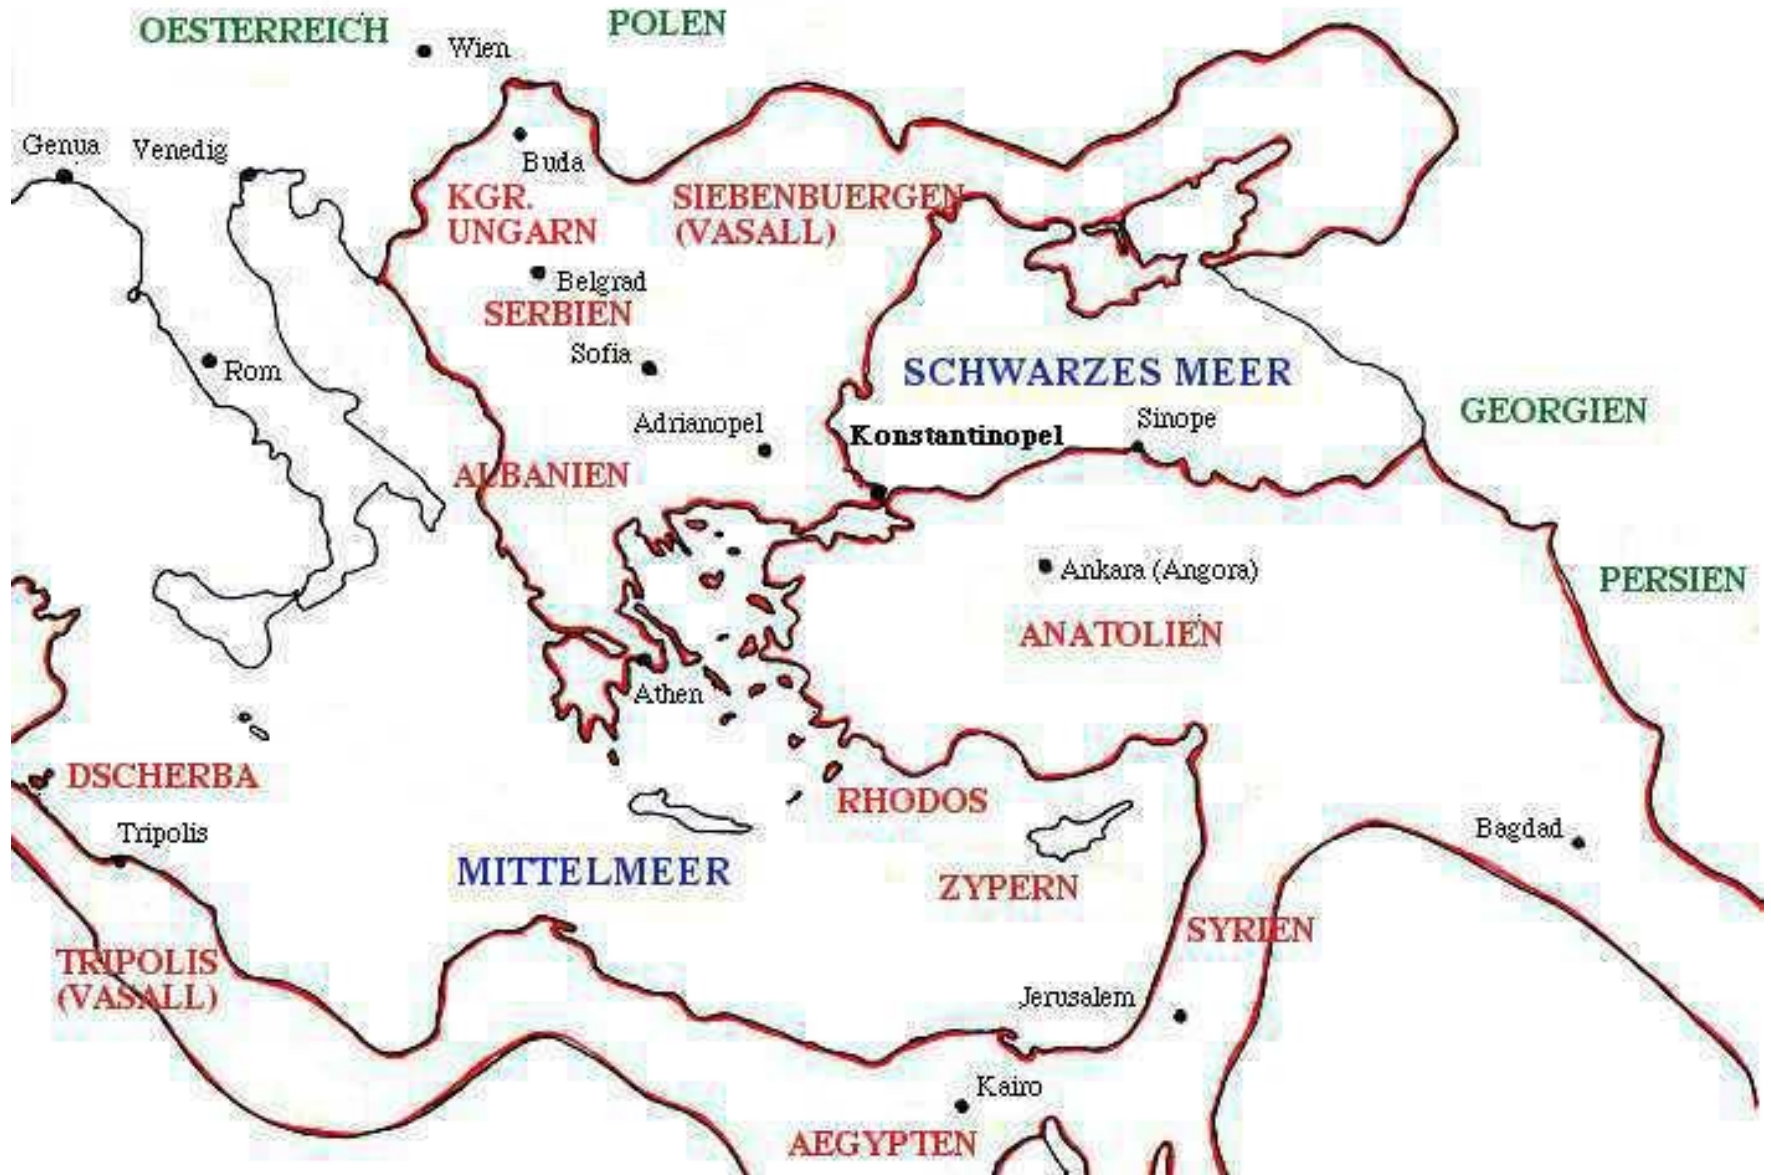 OESTERREICH
POLEN
Wien
Genua
Venedig
Buda
KGR.
UNGARN
SIEBENBUERGEN
(VASALL)
Belgrad
SERBIEN
Sofia
Rom
SCHWARZES MEER
Adrianopel
Konstantinopel
Sinope
GEORGIEN
ALBANIEN
Ankara (Angora)
PERSIEN
ANATOLIEN
Athen
DSCHERBA
RHODOS
Tripolis
Bagdad
MITTELMEER
ZYPERN
SYRIEN
TRIPOLIS
(VASALL)
Jerusalem
Kairo
AEGYPTEN